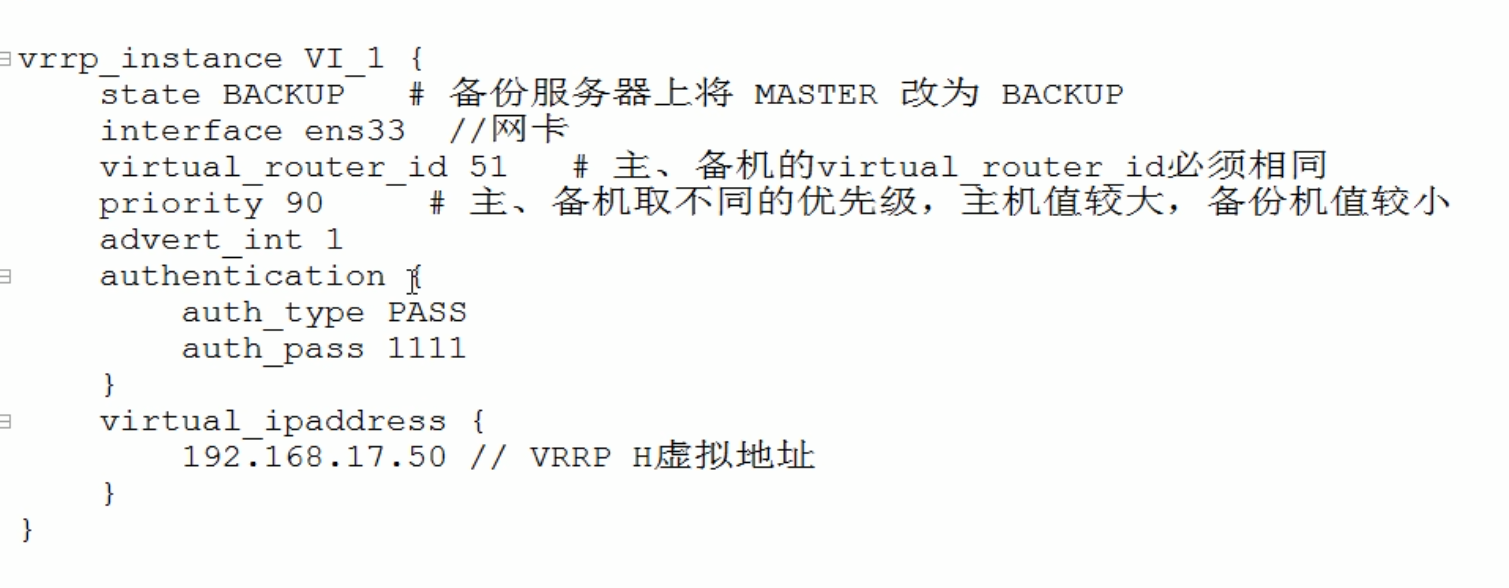 vrrp_instance VI_1 {
    state BACKUP   # 备份服务器上将 MASTER 改为 BACKUP
    interface ens33  //网卡
    virtual_router_id 51   # 主、备机的virtual_router_id必须相同
    priority 90     # 主、备机取不同的优先级，主机值较大，备份机值较小
    advert_int 1
    authentication {
        auth_type PASS
        auth_pass 1111
    }
    virtual_ipaddress {
        192.168.17.50 // VRRP H虚拟地址
    }
}